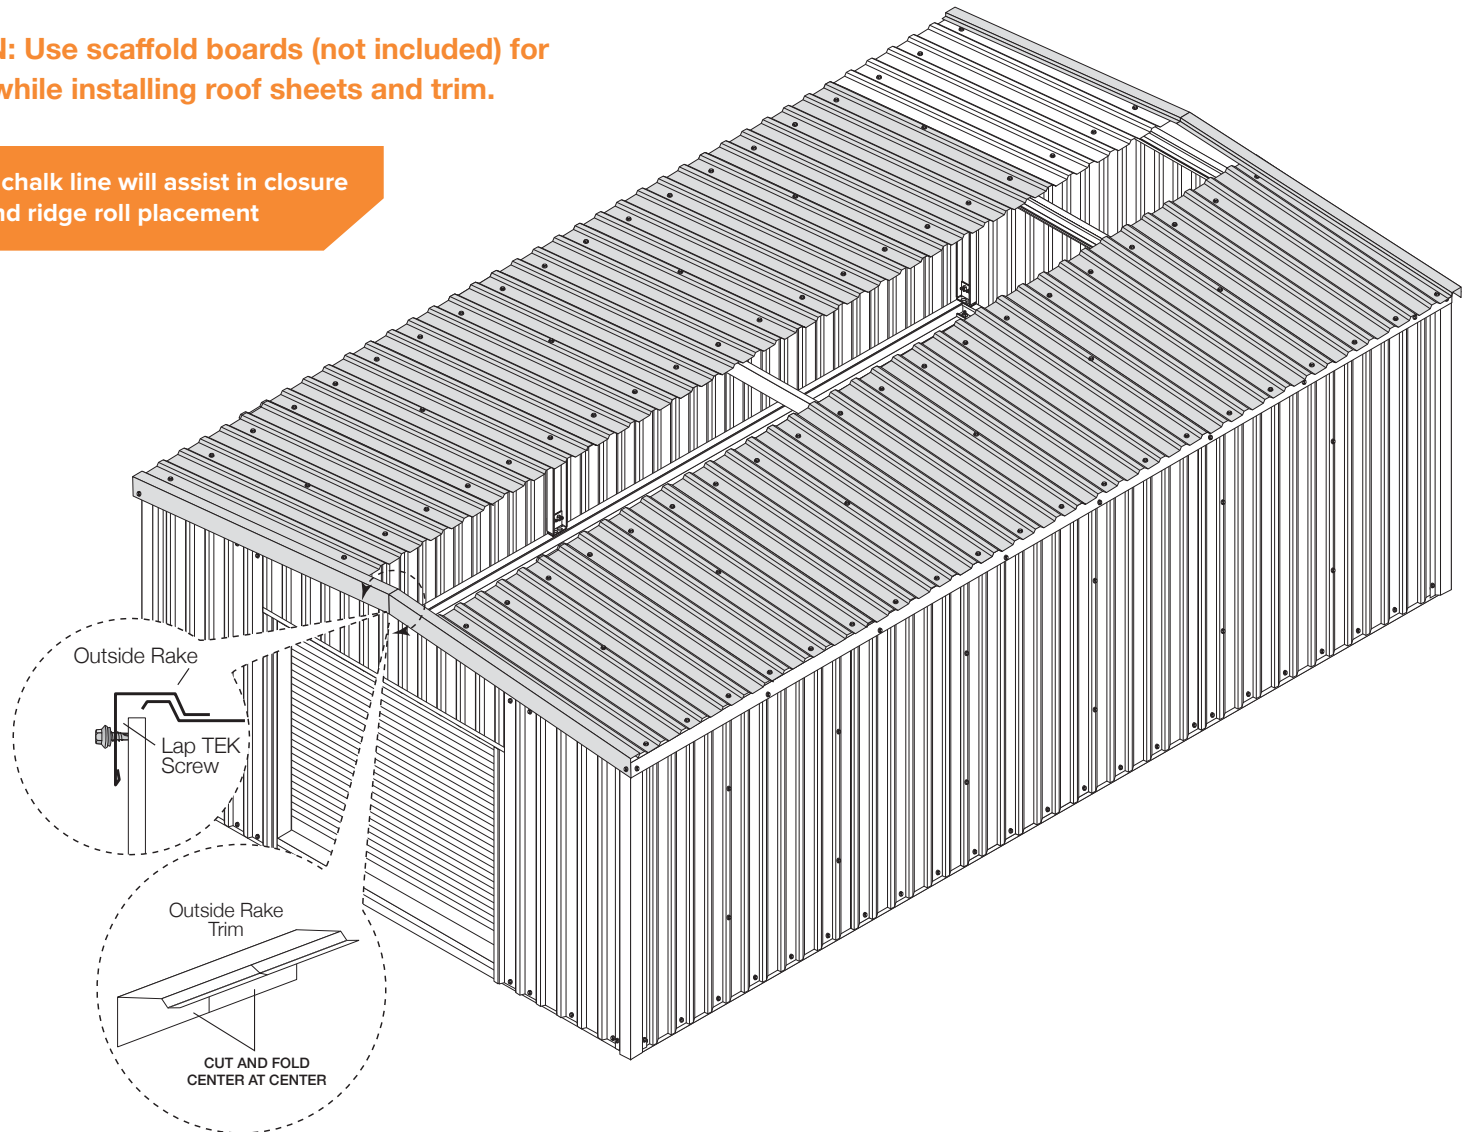 N: Use scaffold boards (not included) for
while installing roof sheets and trim.
chalk line will assist in closure
nd ridge roll placement
Outside Rake
Lap TEK
Screw
Outside Rake
Trim
CUT AND FOLD
CENTER AT CENTER